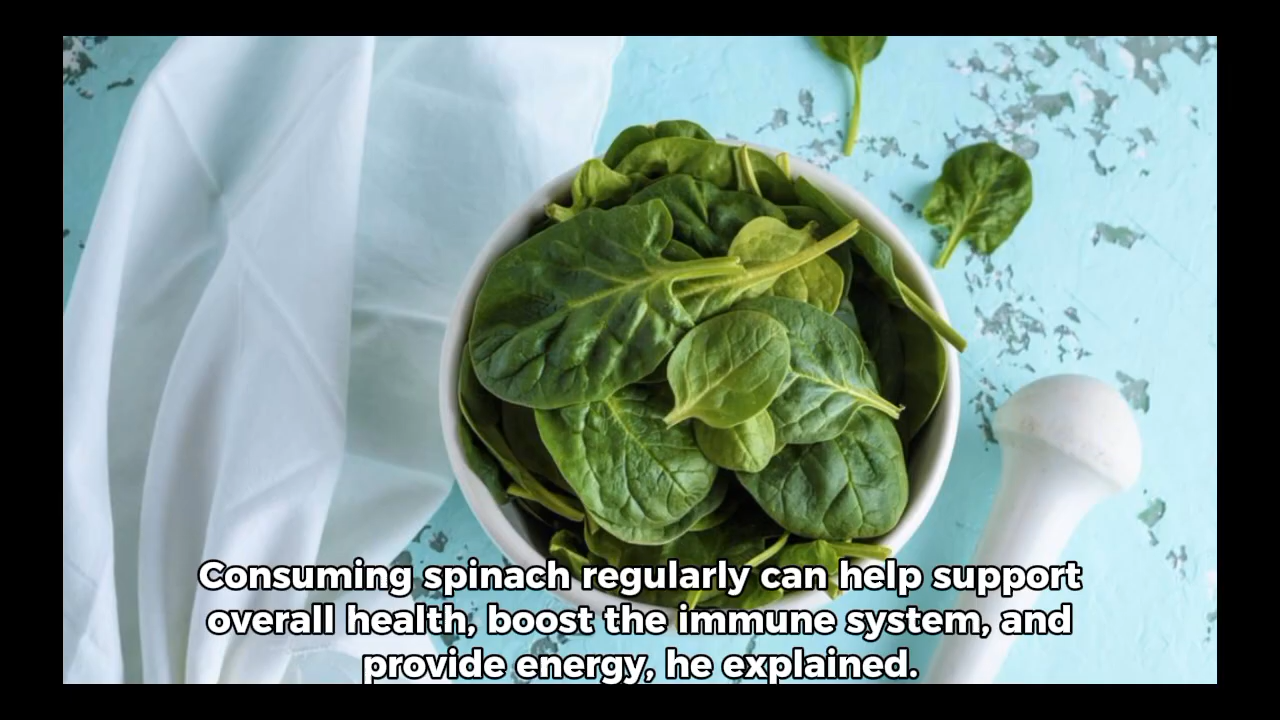 Consuming spinach regularly can help support
overall health, boost the immune system, and
provide energy, he explained.